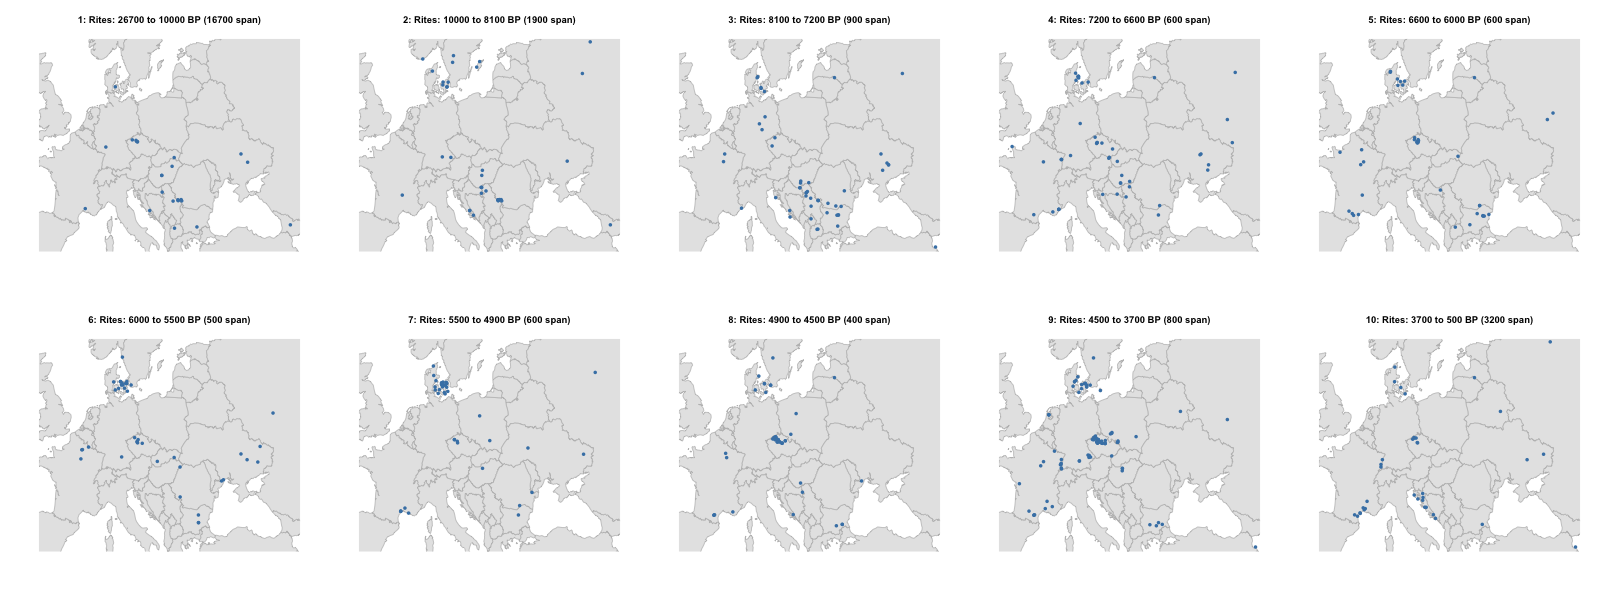 1: Rites: 26700 to 10000 BP (16700 span)
2: Rites: 10000 to 8100 BP (1900 span)
3: Rites: 8100 to 7200 BP (900 span)
4: Rites: 7200 to 6600 BP (600 span)
5: Rites: 6600 to 6000 BP (600 span)
6: Rites: 6000 to 5500 BP (500 span)
7: Rites: 5500 to 4900 BP (600 span)
8: Rites: 4900 to 4500 BP (400 span)
9: Rites: 4500 to 3700 BP (800 span)
10: Rites: 3700 to 500 BP (3200 span)